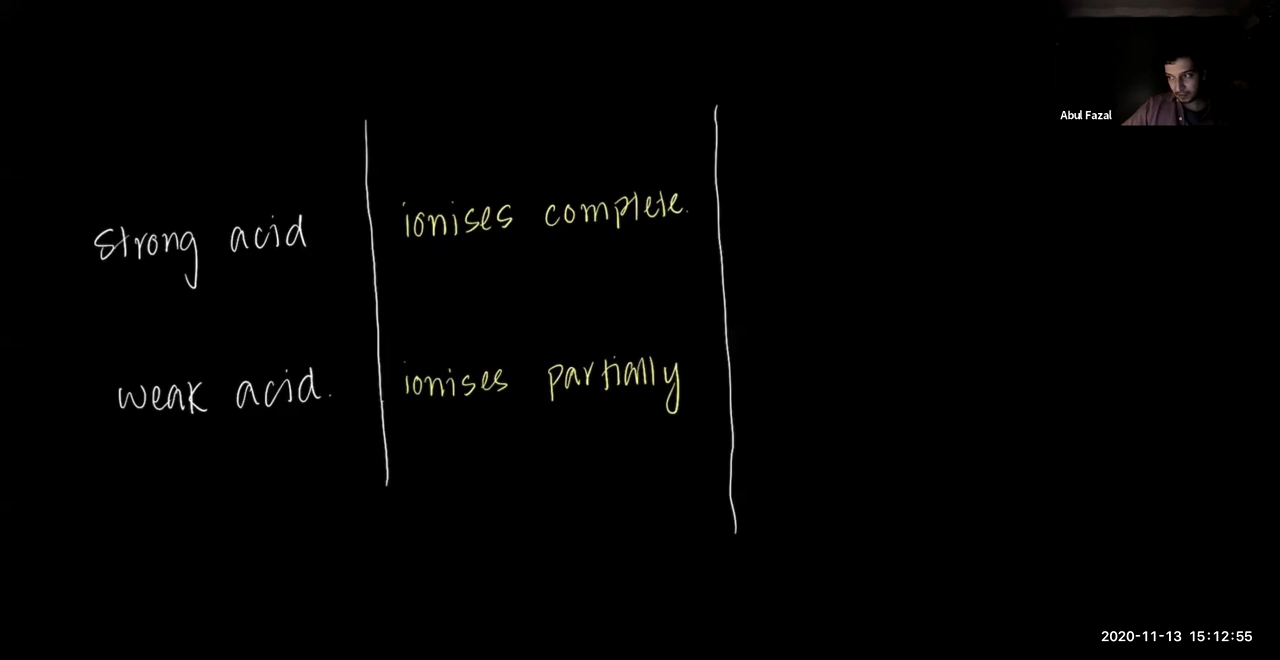 Abul Fazal
strong acid
ionises complete.
weak acid.
ionises partially
2020-11-13 15:12:55